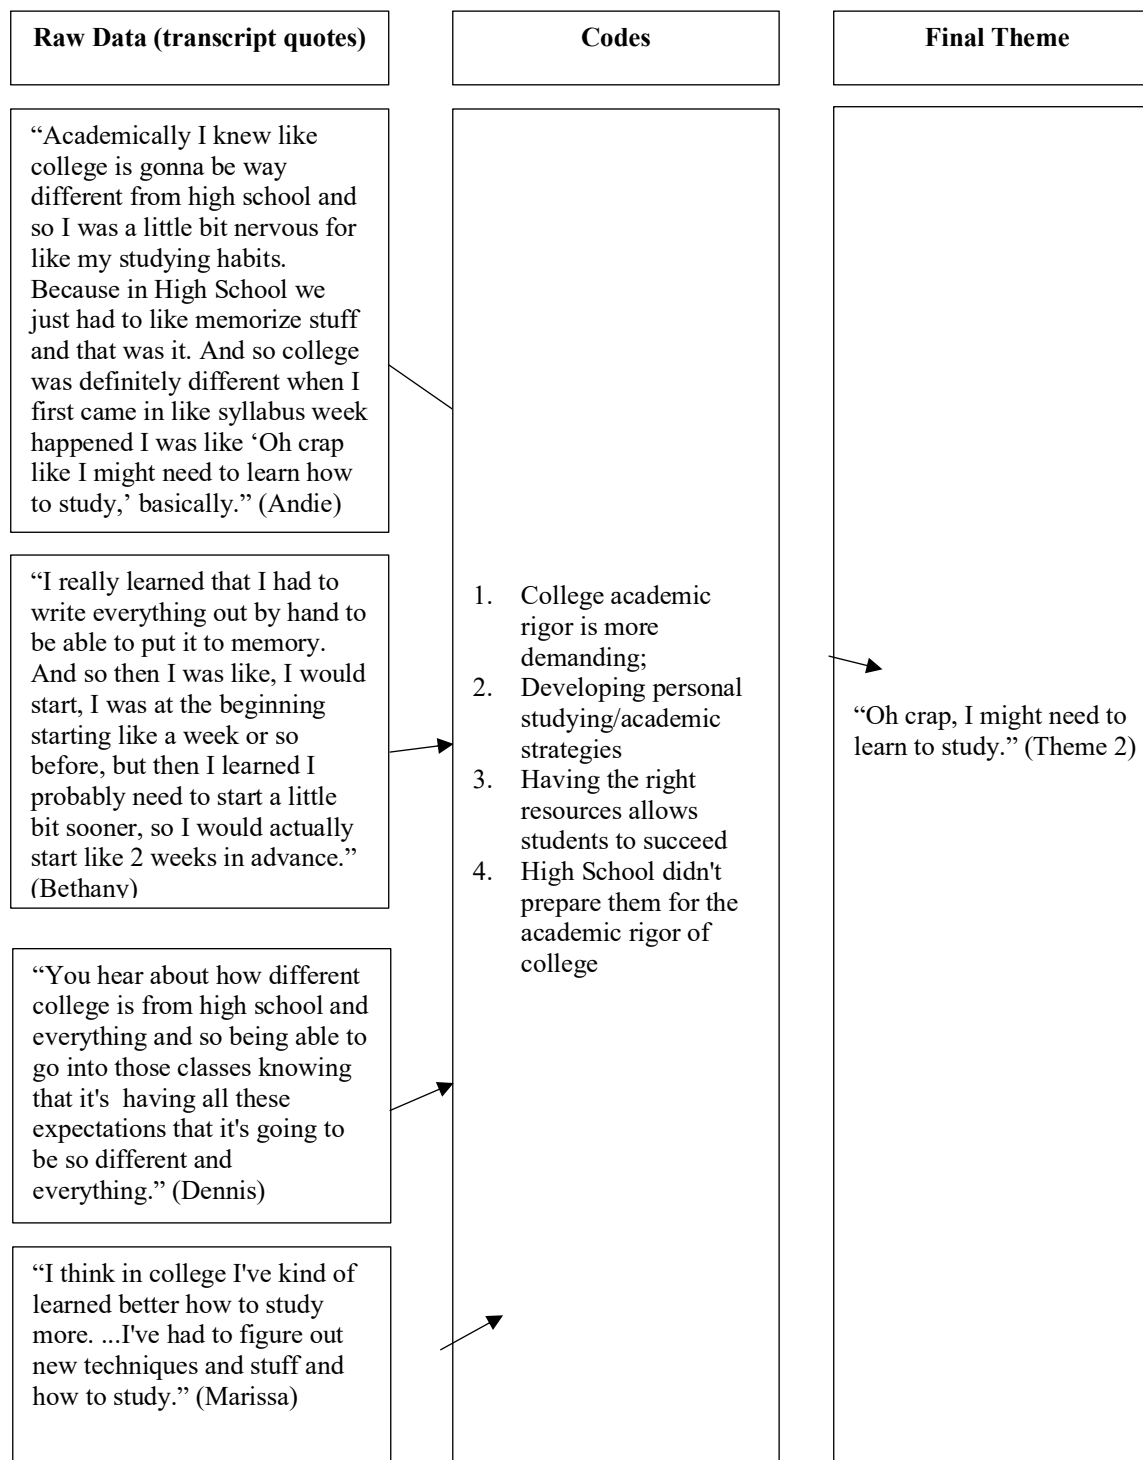 Raw Data (transcript quotes)
Codes
Final Theme
“Academically I knew like
college is gonna be way
different from high school and
so I was a little bit nervous for
like my studying habits.
Because in High School we
just had to like memorize stuff
and that was it. And so college
was definitely different when I
first came in like syllabus week
happened I was like ‘Oh crap
like I might need to learn how
to study,’ basically.” (Andie)
“I really learned that I had to
write everything out by hand to
be able to put it to memory.
And so then I was like, I would
start, I was at the beginning
starting like a week or so
before, but then I learned I
probably need to start a little
bit sooner, so I would actually
start like 2 weeks in advance.”
(Bethany)
“You hear about how different
college is from high school and
everything and so being able to
go into those classes knowing
that it's  having all these
expectations that it's going to
be so different and
everything.” (Dennis)
“I think in college I've kind of
learned better how to study
more. ...I've had to figure out
new techniques and stuff and
how to study.” (Marissa)
1. College academic
rigor is more
demanding;
2. Developing personal
studying/academic
strategies
3. Having the right
resources allows
students to succeed
4. High School didn't
prepare them for the
academic rigor of
college
“Oh crap, I might need to
learn to study.” (Theme 2)